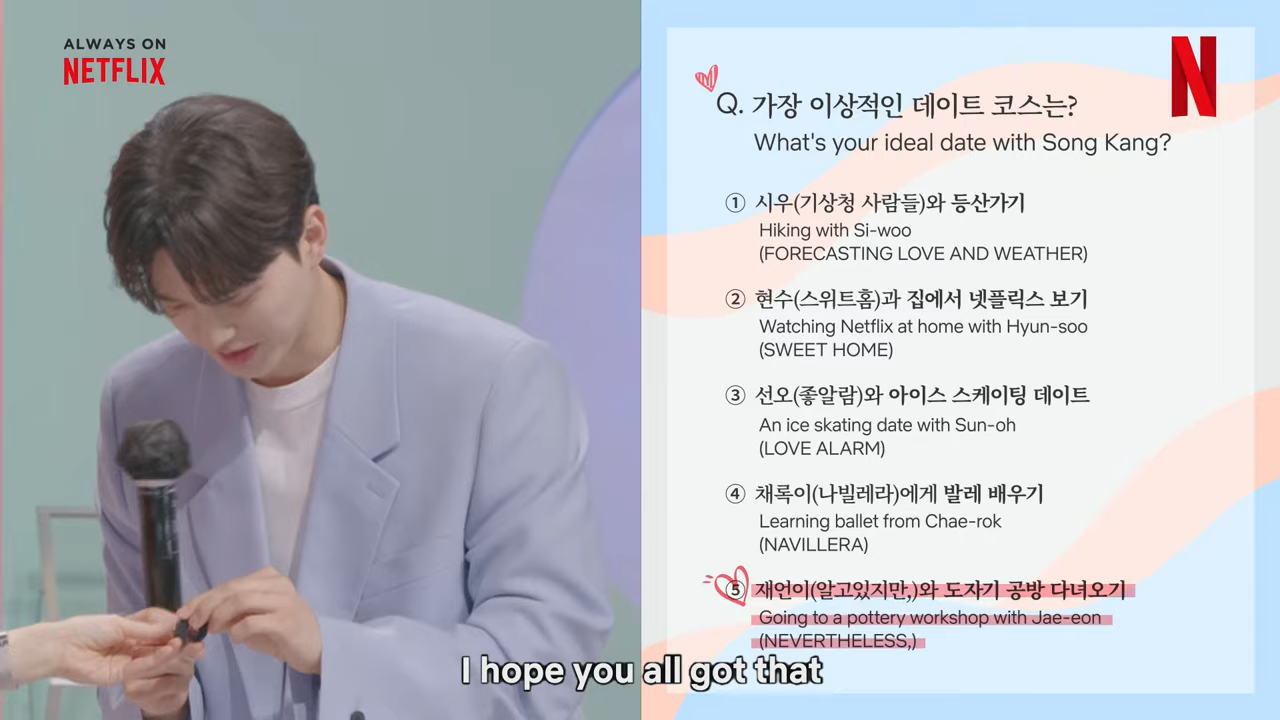 ALWAYS ON
NETFLIX
N
Q. 가장 이상적인 데이트 코스는?
What's your ideal date with Song Kang?
① 시우(기상청 사람들)와 등산가기
Hiking with Si-woo
(FORECASTING LOVE AND WEATHER)
② 현수(스위트홈)과 집에서 넷플릭스 보기
Watching Netflix at home with Hyun-soo
(SWEET HOME)
③ 선오(좋알람)와 아이스 스케이팅 데이트
An ice skating date with Sun-oh
(LOVE ALARM)
④ 채록이(나빌레라)에게 발레 배우기
Learning ballet from Chae-rok
(NAVILLERA)
⑤ 재언이(알고있지만,)와 도자기 공방 다녀오기
Going to a pottery workshop with Jae-eon
(NEVERTHELESS,)
I hope you all got that